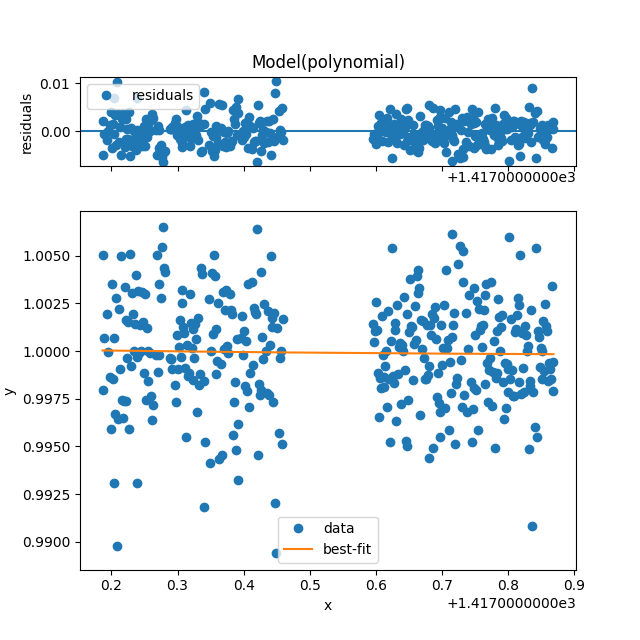 Model(polynomial)
0.01
0.00
residuals
residuals
+1.4170000000e3
1.0050
1.0025
1.0000
0.9975
0.9950
0.9925
0.9900
y
data
best-fit
0.2 0.3 0.4 0.5 0.6 0.7 0.8 0.9
x
+1.4170000000e3